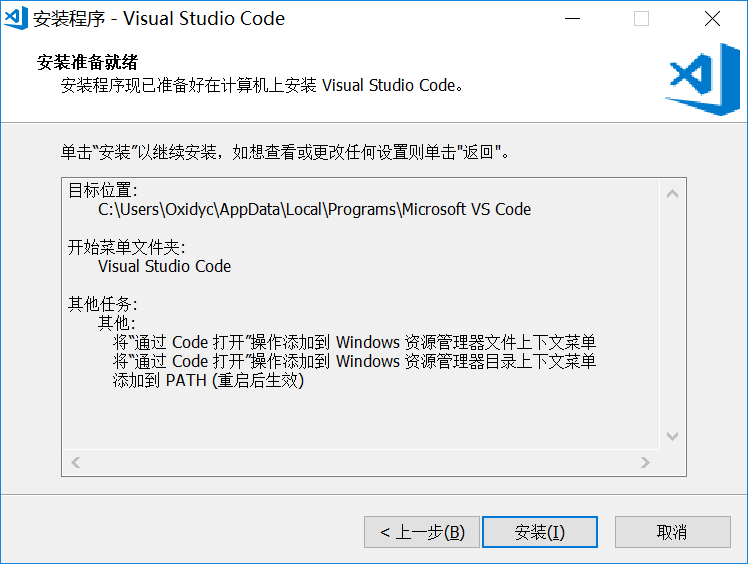 安装程序 - Visual Studio Code
安装准备就绪
安装程序现已准备好在计算机上安装 Visual Studio Code。
单击“安装”以继续安装，如想查看或更改任何设置则单击"返回"。
目标位置:
C:\Users\Oxidyc\AppData\Local\Programs\Microsoft VS Code
开始菜单文件夹:
Visual Studio Code
其他任务:
其他:
将“通过 Code 打开”操作添加到 Windows 资源管理器文件上下文菜单
将“通过 Code 打开”操作添加到 Windows 资源管理器目录上下文菜单
添加到 PATH (重启后生效)
< 上一步(B) 安装(I) 取消